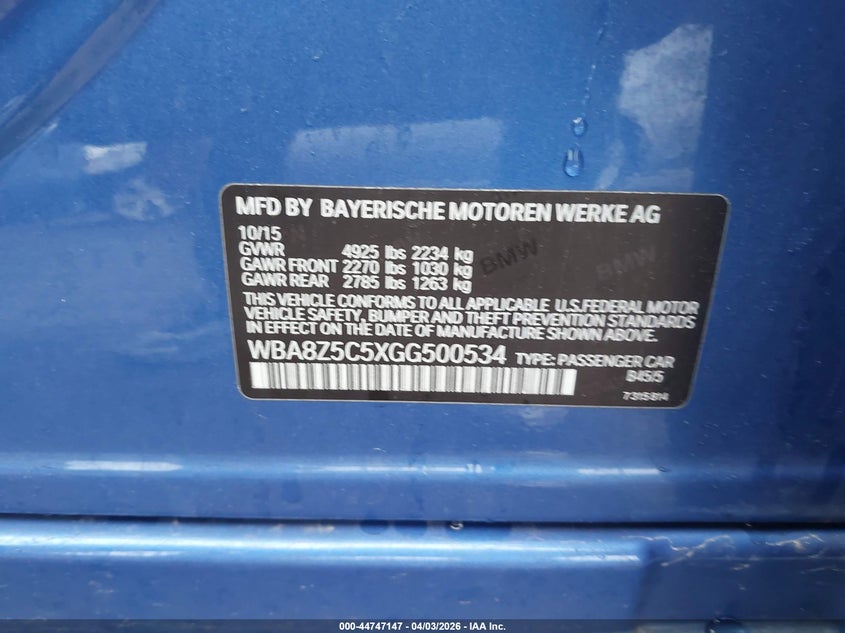 MFD BY BAYERISCHE MOTOREN WERKE AG
10/15
GVWR 4925 lbs 2234 kg
GAWR FRONT 2270 lbs 1030 kg
GAWR REAR 2785 lbs 1263 kg
BMW BMW
THIS VEHICLE CONFORMS TO ALL APPLICABLE U.S.FEDERAL MOTOR
VEHICLE SAFETY, BUMPER AND THEFT PREVENTION STANDARDS
IN EFFECT ON THE DATE OF MANUFACTURE SHOWN ABOVE.
WBA8Z5C5XGG500534 TYPE: PASSENGER CAR
B45/5
7315814
000-44747147 - 04/03/2026 - IAA Inc.